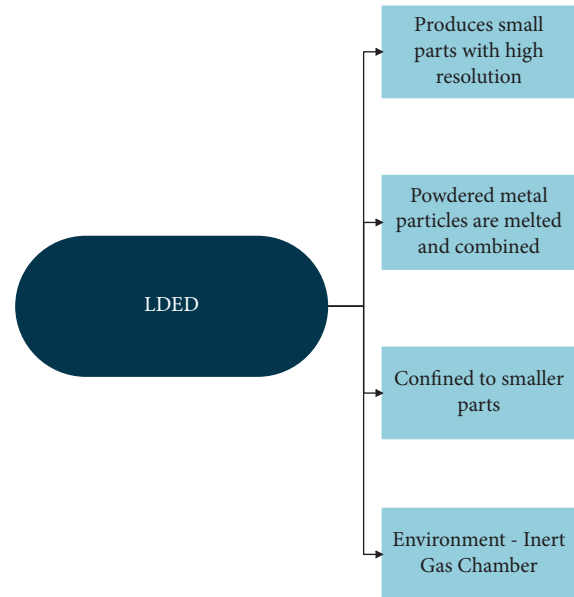 Produces small
parts with high
resolution
Powdered metal
particles are melted
and combined
LDED
Confined to smaller
parts
Environment - Inert
Gas Chamber